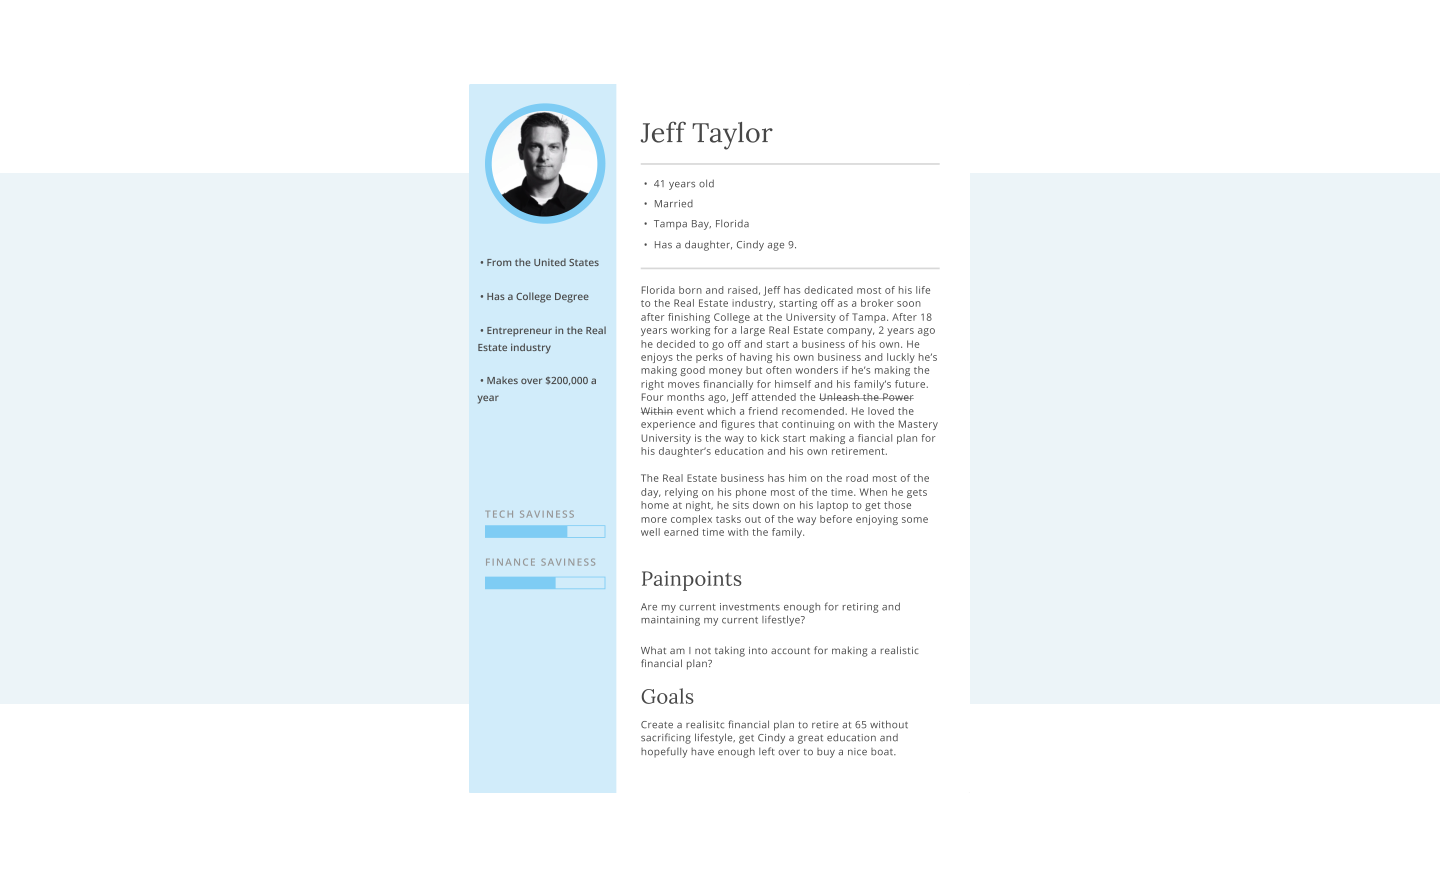 • From the United States
• Has a College Degree
• Entrepreneur in the Real
Estate industry
• Makes over $200,000 a
year
TECH SAVINESS
FINANCE SAVINESS
Jeff Taylor
• 41 years old
• Married
• Tampa Bay, Florida
• Has a daughter, Cindy age 9.
Florida born and raised, Jeff has dedicated most of his life
to the Real Estate industry, starting off as a broker soon
after finishing College at the University of Tampa. After 18
years working for a large Real Estate company, 2 years ago
he decided to go off and start a business of his own. He
enjoys the perks of having his own business and luckly he's
making good money but often wonders if he's making the
right moves financially for himself and his family's future.
Four months ago, Jeff attended the Unleash the Power
Within event which a friend recomended. He loved the
experience and figures that continuing on with the Mastery
University is the way to kick start making a fiancial plan for
his daughter's education and his own retirement.
The Real Estate business has him on the road most of the
day, relying on his phone most of the time. When he gets
home at night, he sits down on his laptop to get those
more complex tasks out of the way before enjoying some
well earned time with the family.
Painpoints
Are my current investments enough for retiring and
maintaining my current lifestlye?
What am I not taking into account for making a realistic
financial plan?
Goals
Create a realisitc financial plan to retire at 65 without
sacrificing lifestyle, get Cindy a great education and
hopefully have enough left over to buy a nice boat.